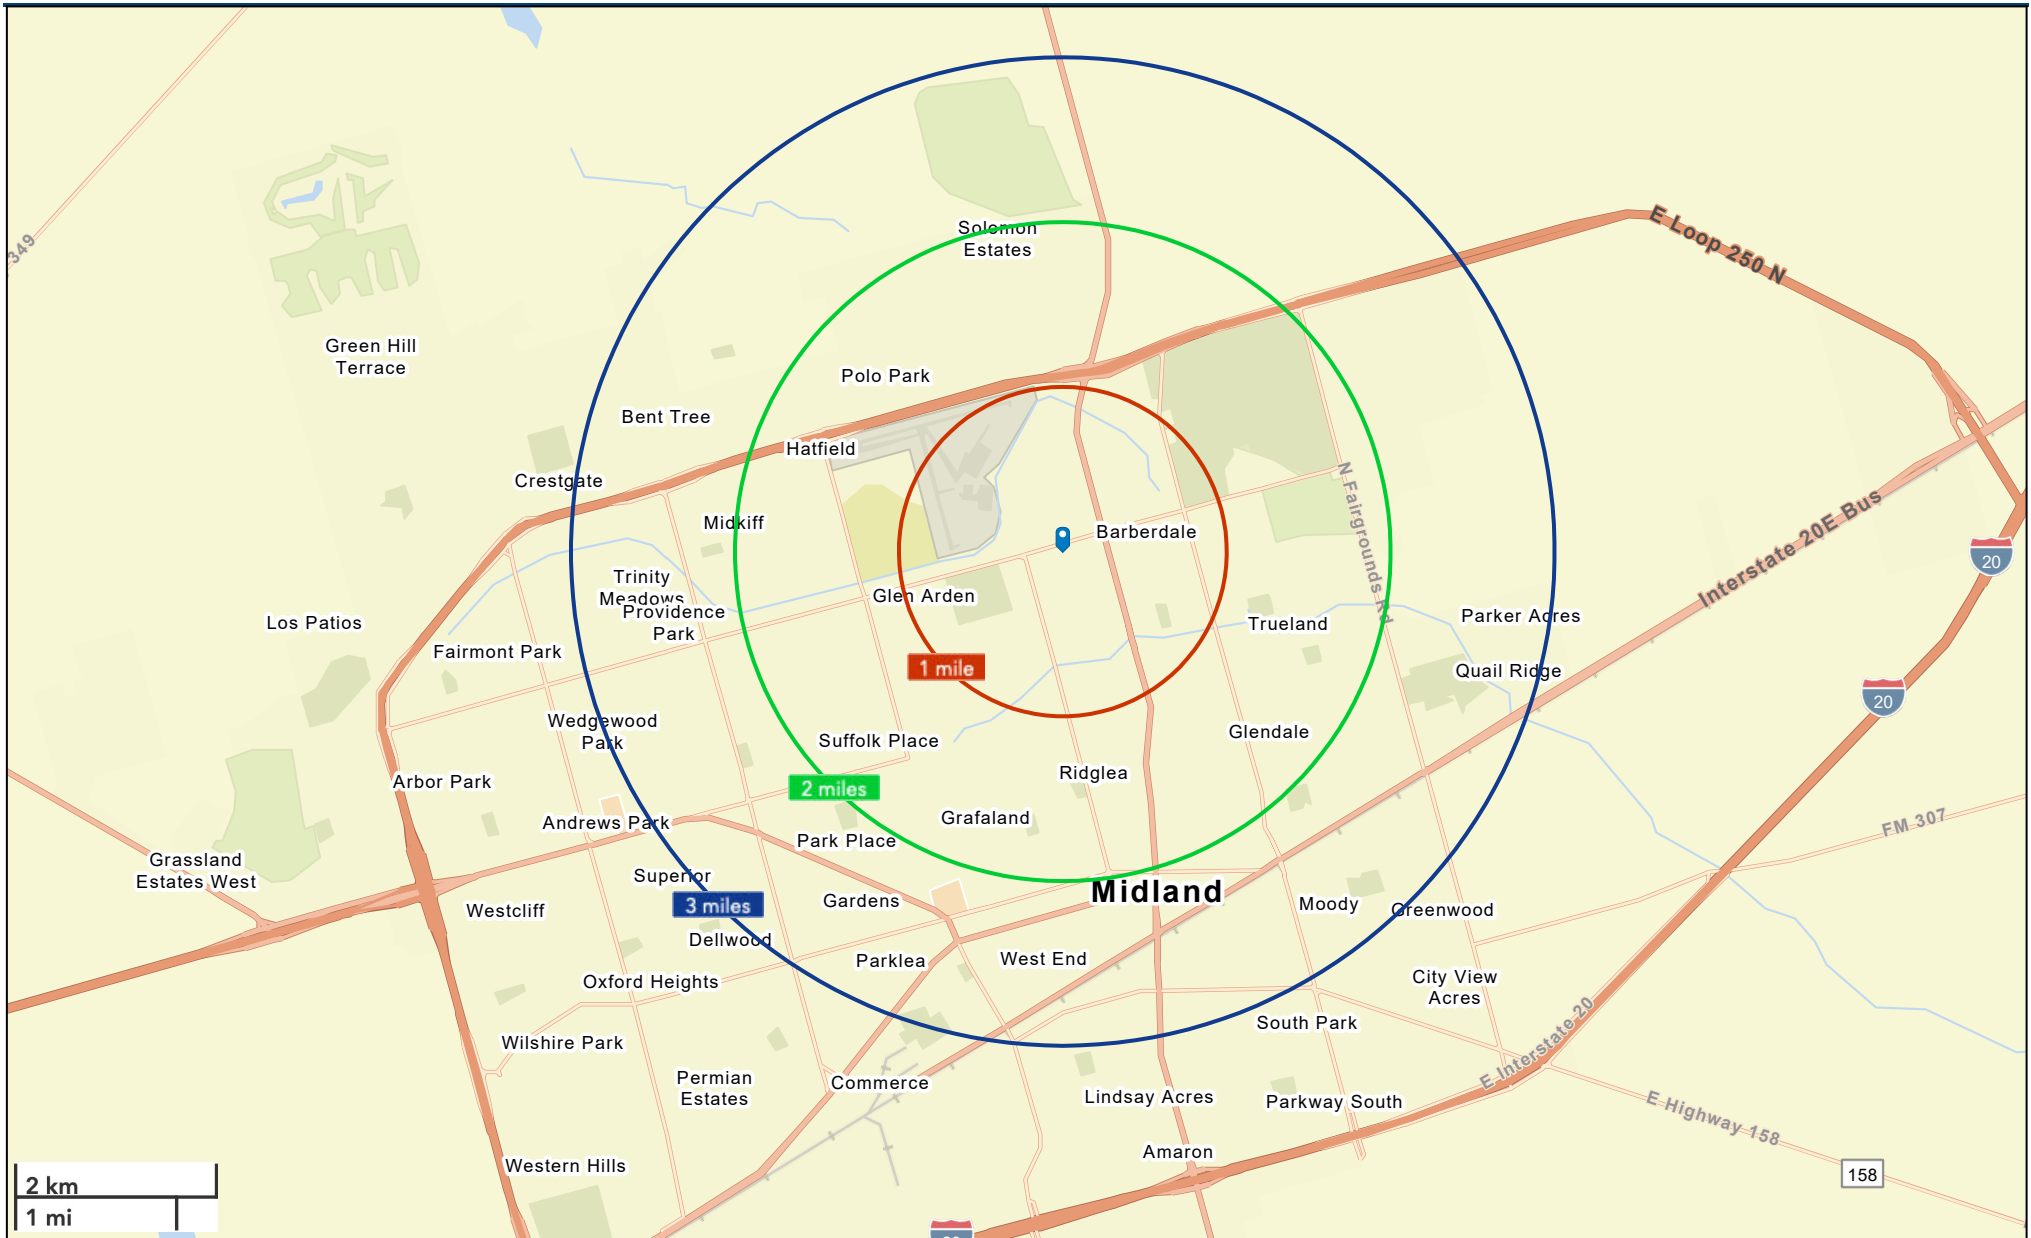 Solomon
Estates
E Loop 250 N
349
Green Hill
Terrace
Polo Park
Bent Tree
Hatfield
Crestgate
Midkiff
Barberdale
N Fairgrounds Rd
Interstate 20E Bus
20
Trinity
Meadows
Providence
Park
Glen Arden
Los Patios
Trueland
Parker Acres
Fairmont Park
1 mile
Quail Ridge
20
Wedgewood
Park
Suffolk Place
Glendale
Arbor Park
2 miles
Ridglea
Andrews Park
Grafaland
FM 307
Park Place
Grassland
Estates West
Superior
Midland
3 miles
Gardens
Westcliff
Moody
Greenwood
Dellwood
Parklea
West End
Oxford Heights
City View
Acres
South Park
Wilshire Park
E Interstate 20
Permian
Estates
Commerce
Lindsay Acres
Parkway South
E Highway 158
Amaron
Western Hills
158
2 km
1 mi